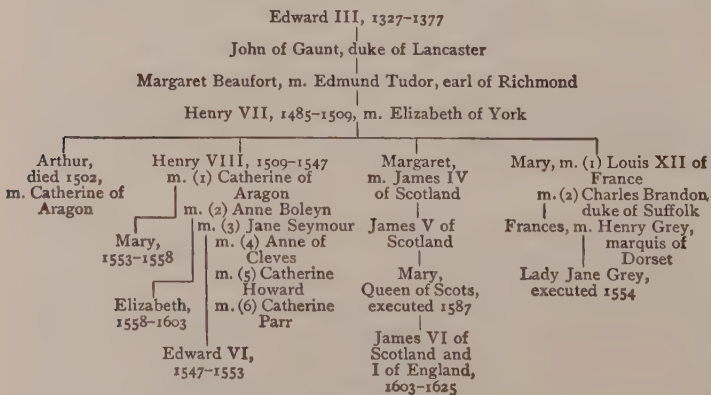 Edward III, 1327-1377
John of Gaunt, duke of Lancaster
Margaret Beaufort, m. Edmund Tudor, earl of Richmond
Henry VII, 1485-1509, m. Elizabeth of York
Arthur,
died 1502,
m. Catherine of
Aragon
Henry VIII, 1509-1547
m. (1) Catherine of
Aragon
m. (2) Anne Boleyn
m. (3) Jane Seymour
m. (4) Anne of
Cleves
m. (5) Catherine
Howard
m. (6) Catherine
Parr
Mary,
1553-1558
Elizabeth,
1558-1603
Edward VI,
1547-1553
Margaret,
m. James IV
of Scotland
James V of
Scotland
Mary,
Queen of Scots,
executed 1587
James VI of
Scotland and
I of England,
1603-1625
Mary, m. (1) Louis XII of
France
m. (2) Charles Brandon,
duke of Suffolk
Frances, m. Henry Grey,
marquis of
Dorset
Lady Jane Grey,
executed 1554